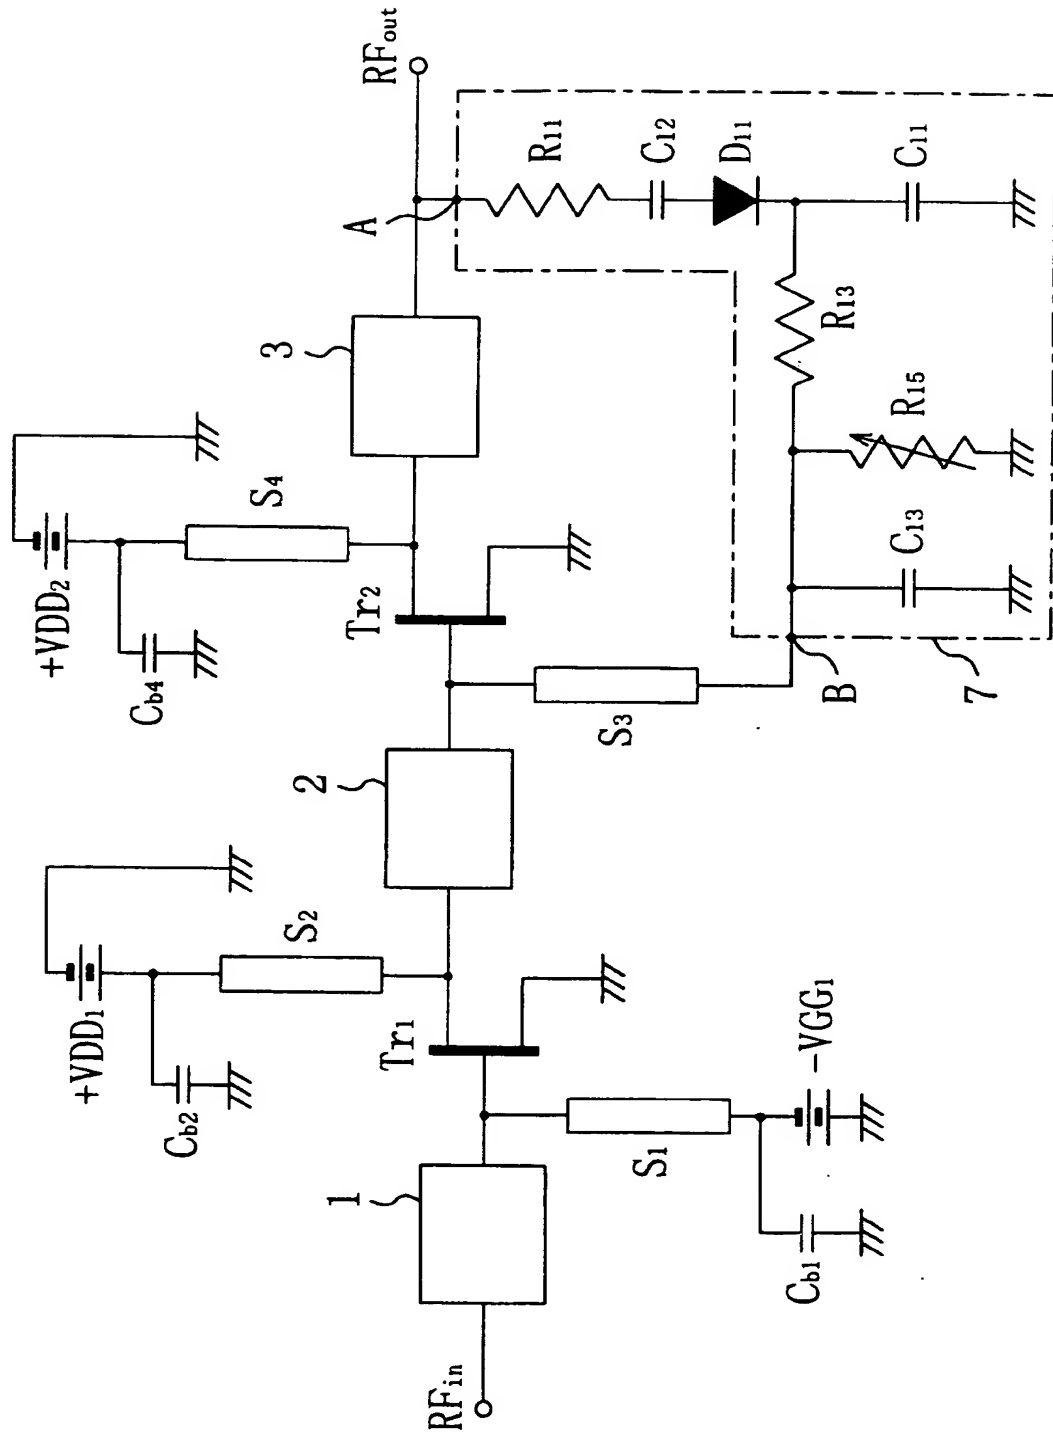 RFout
A
R11
C12
D11
C11
3
R13
+VDD2
S4
R15
Cb4
Tr2
C13
B
7
S3
2
+VDD1
S2
Cb2
Tr1
-VGG1
1
S1
Cb1
RFin